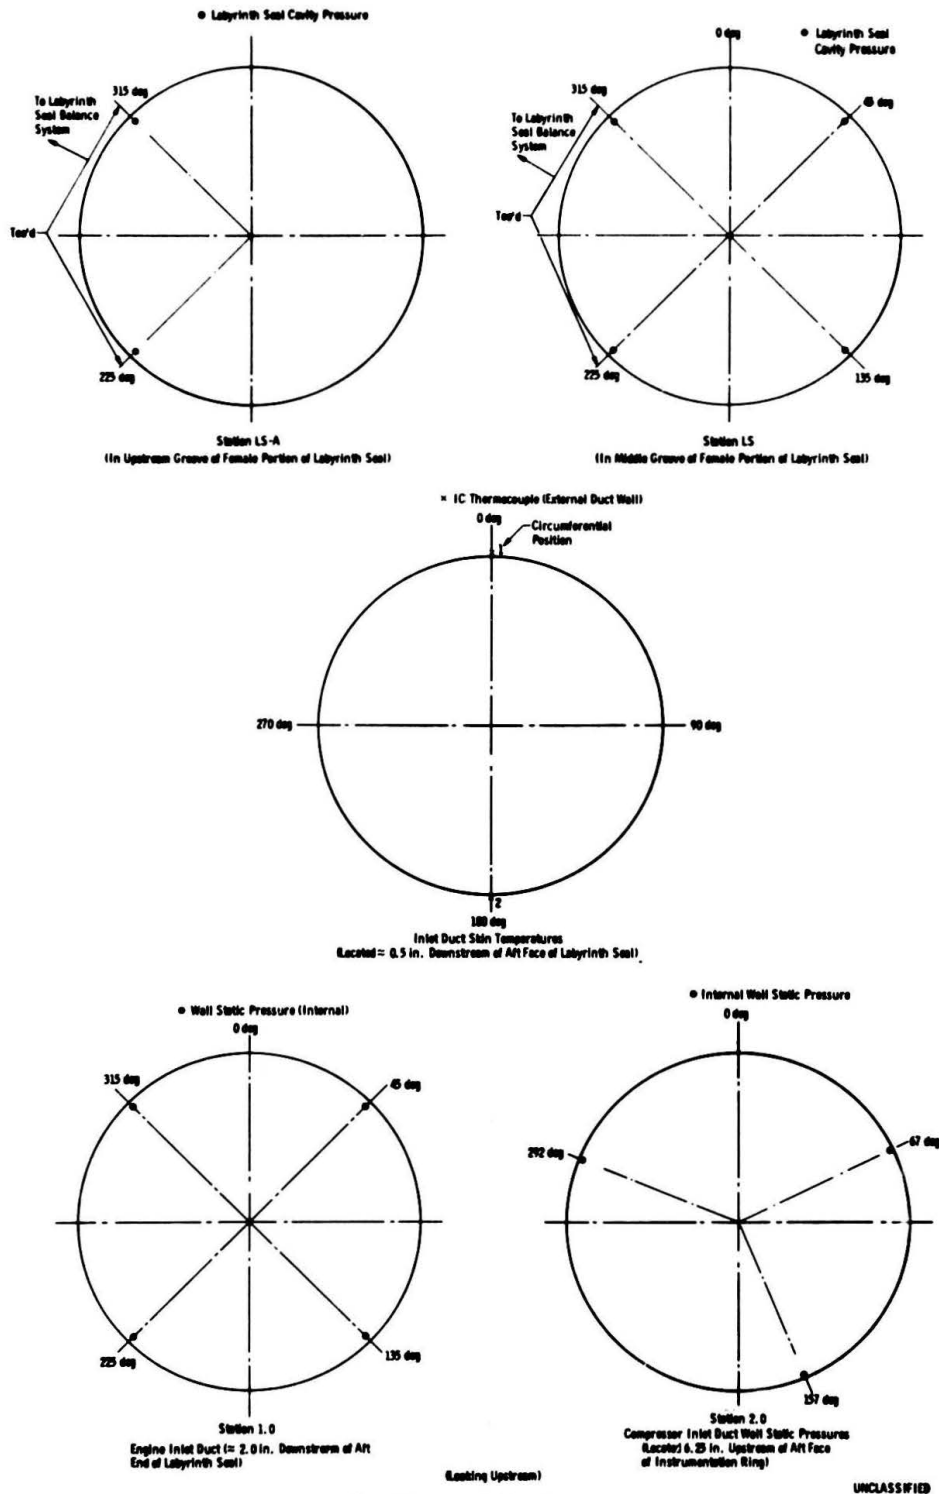 Labyrinth Seal Cavity Pressure
315 deg
To Labyrinth
Seal Balance
System
Tee'd
225 deg
Station LS-A
(In Upstream Groove of Female Portion of Labyrinth Seal)
0 deg
Labyrinth Seal
Cavity Pressure
315 deg
45 deg
To Labyrinth
Seal Balance
System
Tee'd
225 deg
135 deg
Station LS
(In Middle Groove of Female Portion of Labyrinth Seal)
× IC Thermocouple (External Duct Wall)
0 deg
Circumferential
Position
270 deg
90 deg
2
180 deg
Inlet Duct Skin Temperatures
(Located ≈ 0.5 in. Downstream of Aft Face of Labyrinth Seal)
Wall Static Pressure (Internal)
0 deg
315 deg
45 deg
225 deg
135 deg
Station 1.0
Engine Inlet Duct (≈ 2.0 in. Downstream of Aft
End of Labyrinth Seal)
Internal Wall Static Pressure
0 deg
292 deg
67 deg
157 deg
Station 2.0
Compressor Inlet Duct Wall Static Pressures
(Located 6.25 in. Upstream of Aft Face
of Instrumentation Ring)
(Looking Upstream)
UNCLASSIFIED